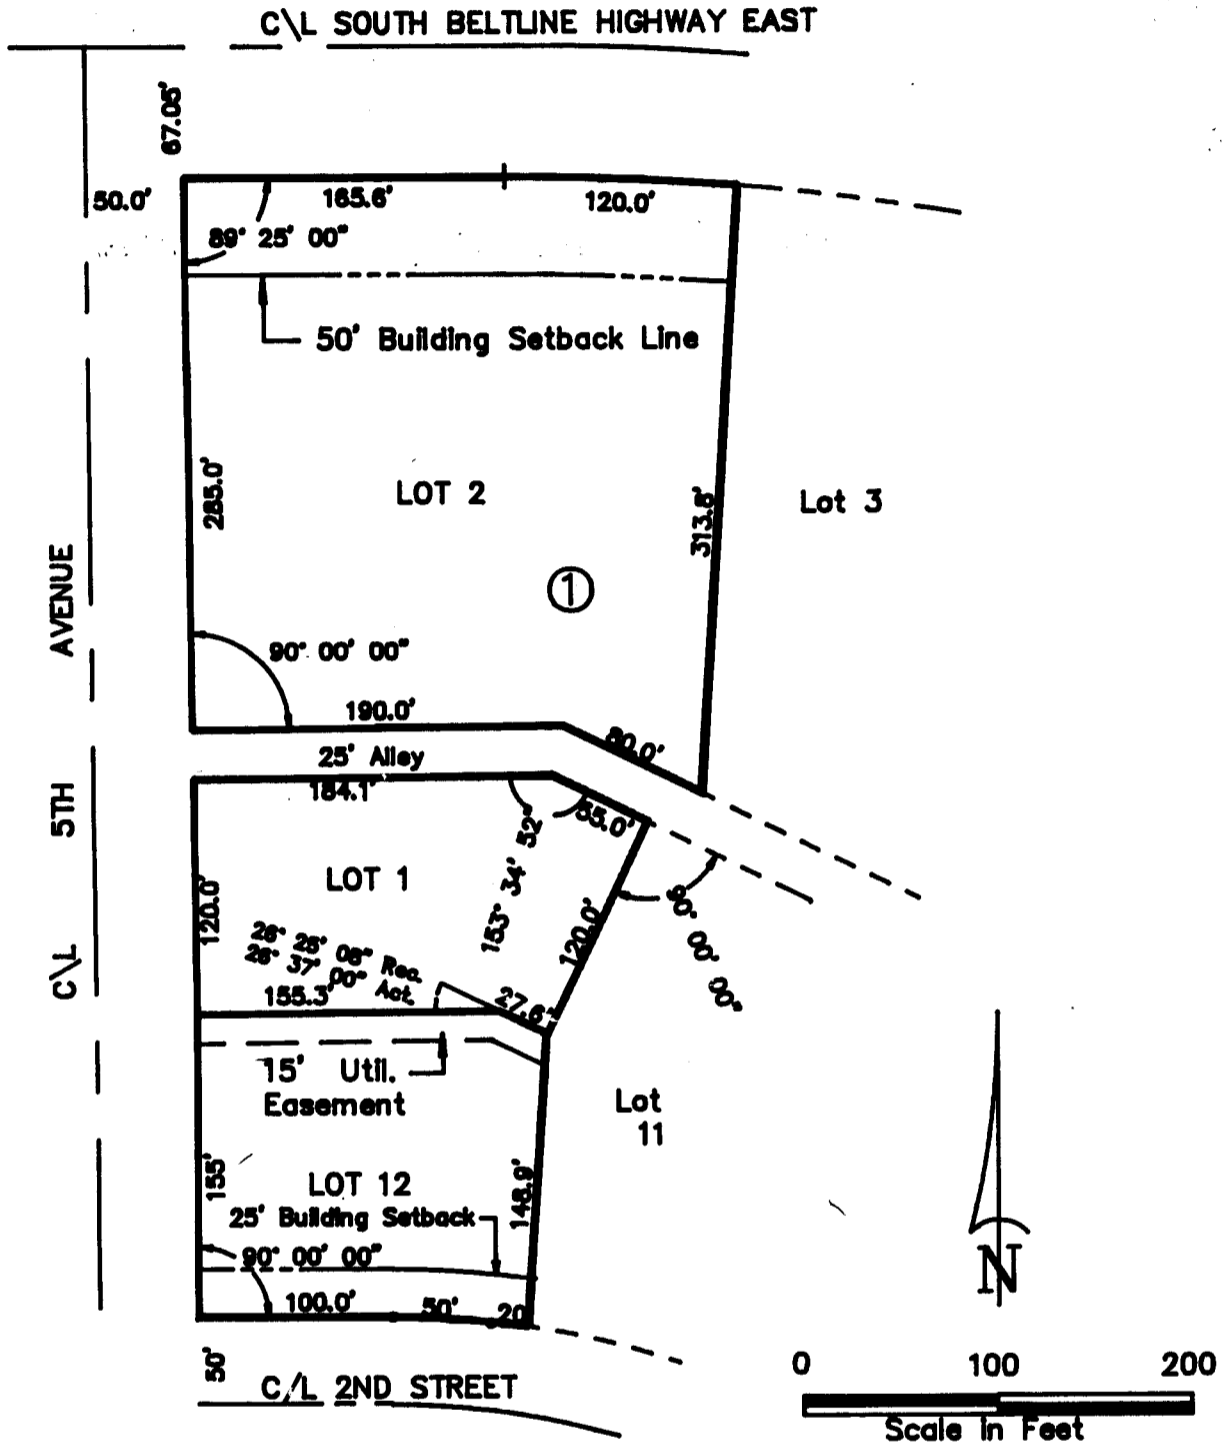 C\L SOUTH BELTLINE HIGHWAY EAST
67.05'
50.0'
165.6'
120.0'
89° 25' 00"
50' Building Setback Line
285.0'
LOT 2
313.8'
Lot 3
1
C\L 5TH AVENUE
90° 00' 00"
190.0'
80.0'
25' Alley
184.1'
55.0'
153° 34' 52"
LOT 1
120.0'
120.0'
90° 00' 00"
26° 25' 08" Rec.
26° 37' 00" Act.
155.3'
27.6'
15' Util.
Easement
Lot
11
155'
LOT 12
148.9'
25' Building Setback
90° 00' 00"
100.0'
50'
20'
50'
C/L 2ND STREET
N
0 100 200
Scale in Feet